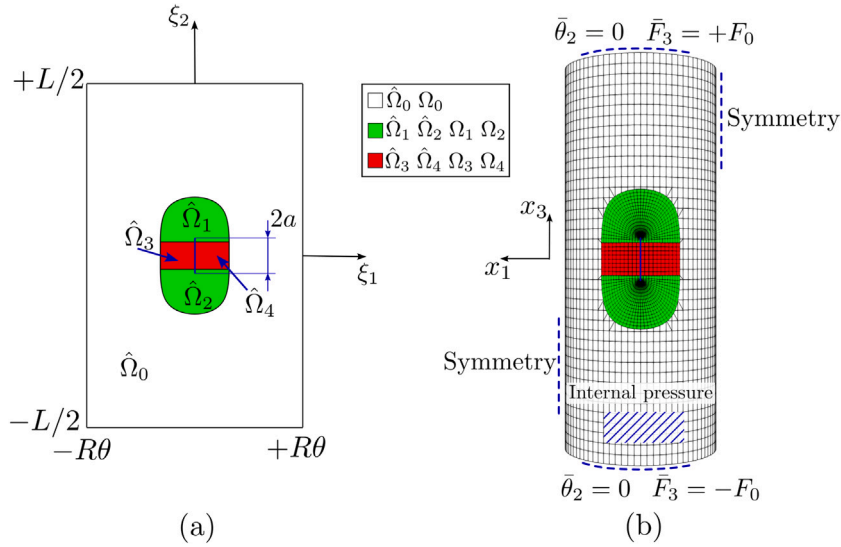 ξ₂
+L/2
Ω̂₀ Ω₀
Ω̂₁ Ω̂₂ Ω₁ Ω₂
Ω̂₃ Ω̂₄ Ω₃ Ω₄
Ω̂₁
2a
Ω̂₃
ξ₁
Ω̂₂
Ω̂₄
Ω̂₀
−L/2
−Rθ
+Rθ
(a)
θ̄₂ = 0 F̄₃ = +F₀
Symmetry
x₃
x₁
Symmetry
Internal pressure
θ̄₂ = 0 F̄₃ = −F₀
(b)